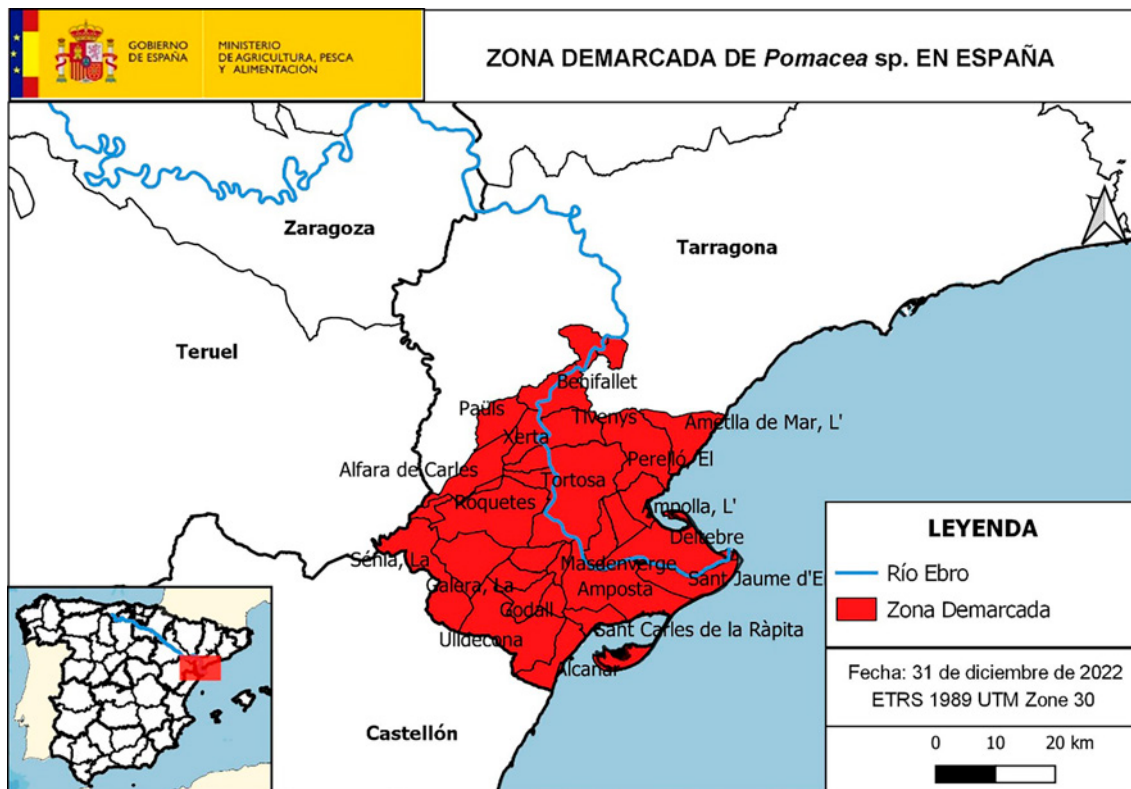 GOBIERNO
DE ESPAÑA
MINISTERIO
DE AGRICULTURA, PESCA
Y ALIMENTACIÓN
ZONA DEMARCADA DE Pomacea sp. EN ESPAÑA
Zaragoza
Tarragona
Teruel
Benifallet
Paüls
Tivenys
Ametlla de Mar, L'
Xerta
Perelló, El
Alfara de Carles
Tortosa
Roquetes
Ampolla, L'
Deltebre
Sénia, La
Masdenverge
Sant Jaume d'E
Galera, La
Amposta
Godall
Sant Carles de la Ràpita
Ulldecona
Alcanar
Castellón
LEYENDA
Río Ebro
Zona Demarcada
Fecha: 31 de diciembre de 2022
ETRS 1989 UTM Zone 30
0 10 20 km